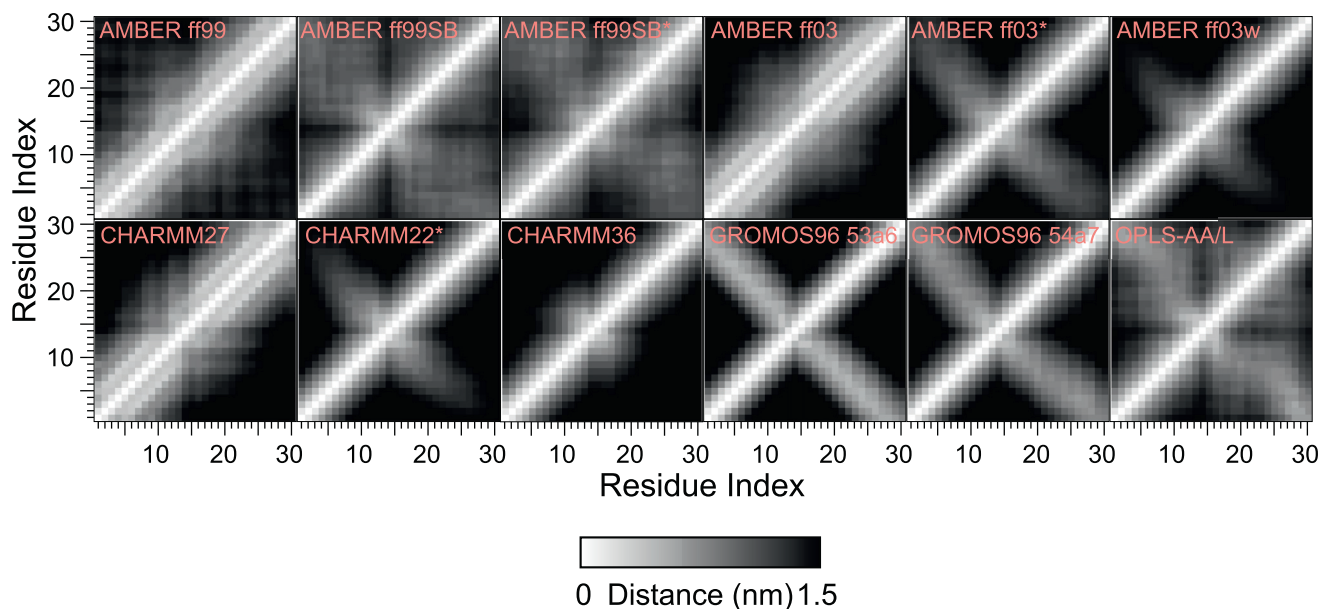 AMBER ff99 AMBER ff99SB AMBER ff99SB* AMBER ff03 AMBER ff03* AMBER ff03w
30
20
10
CHARMM27 CHARMM22* CHARMM36 GROMOS96 53a6 GROMOS96 54a7 OPLS-AA/L
30
20
10
Residue Index
10 20 30 10 20 30 10 20 30 10 20 30 10 20 30 10 20 30
Residue Index
0 Distance (nm) 1.5